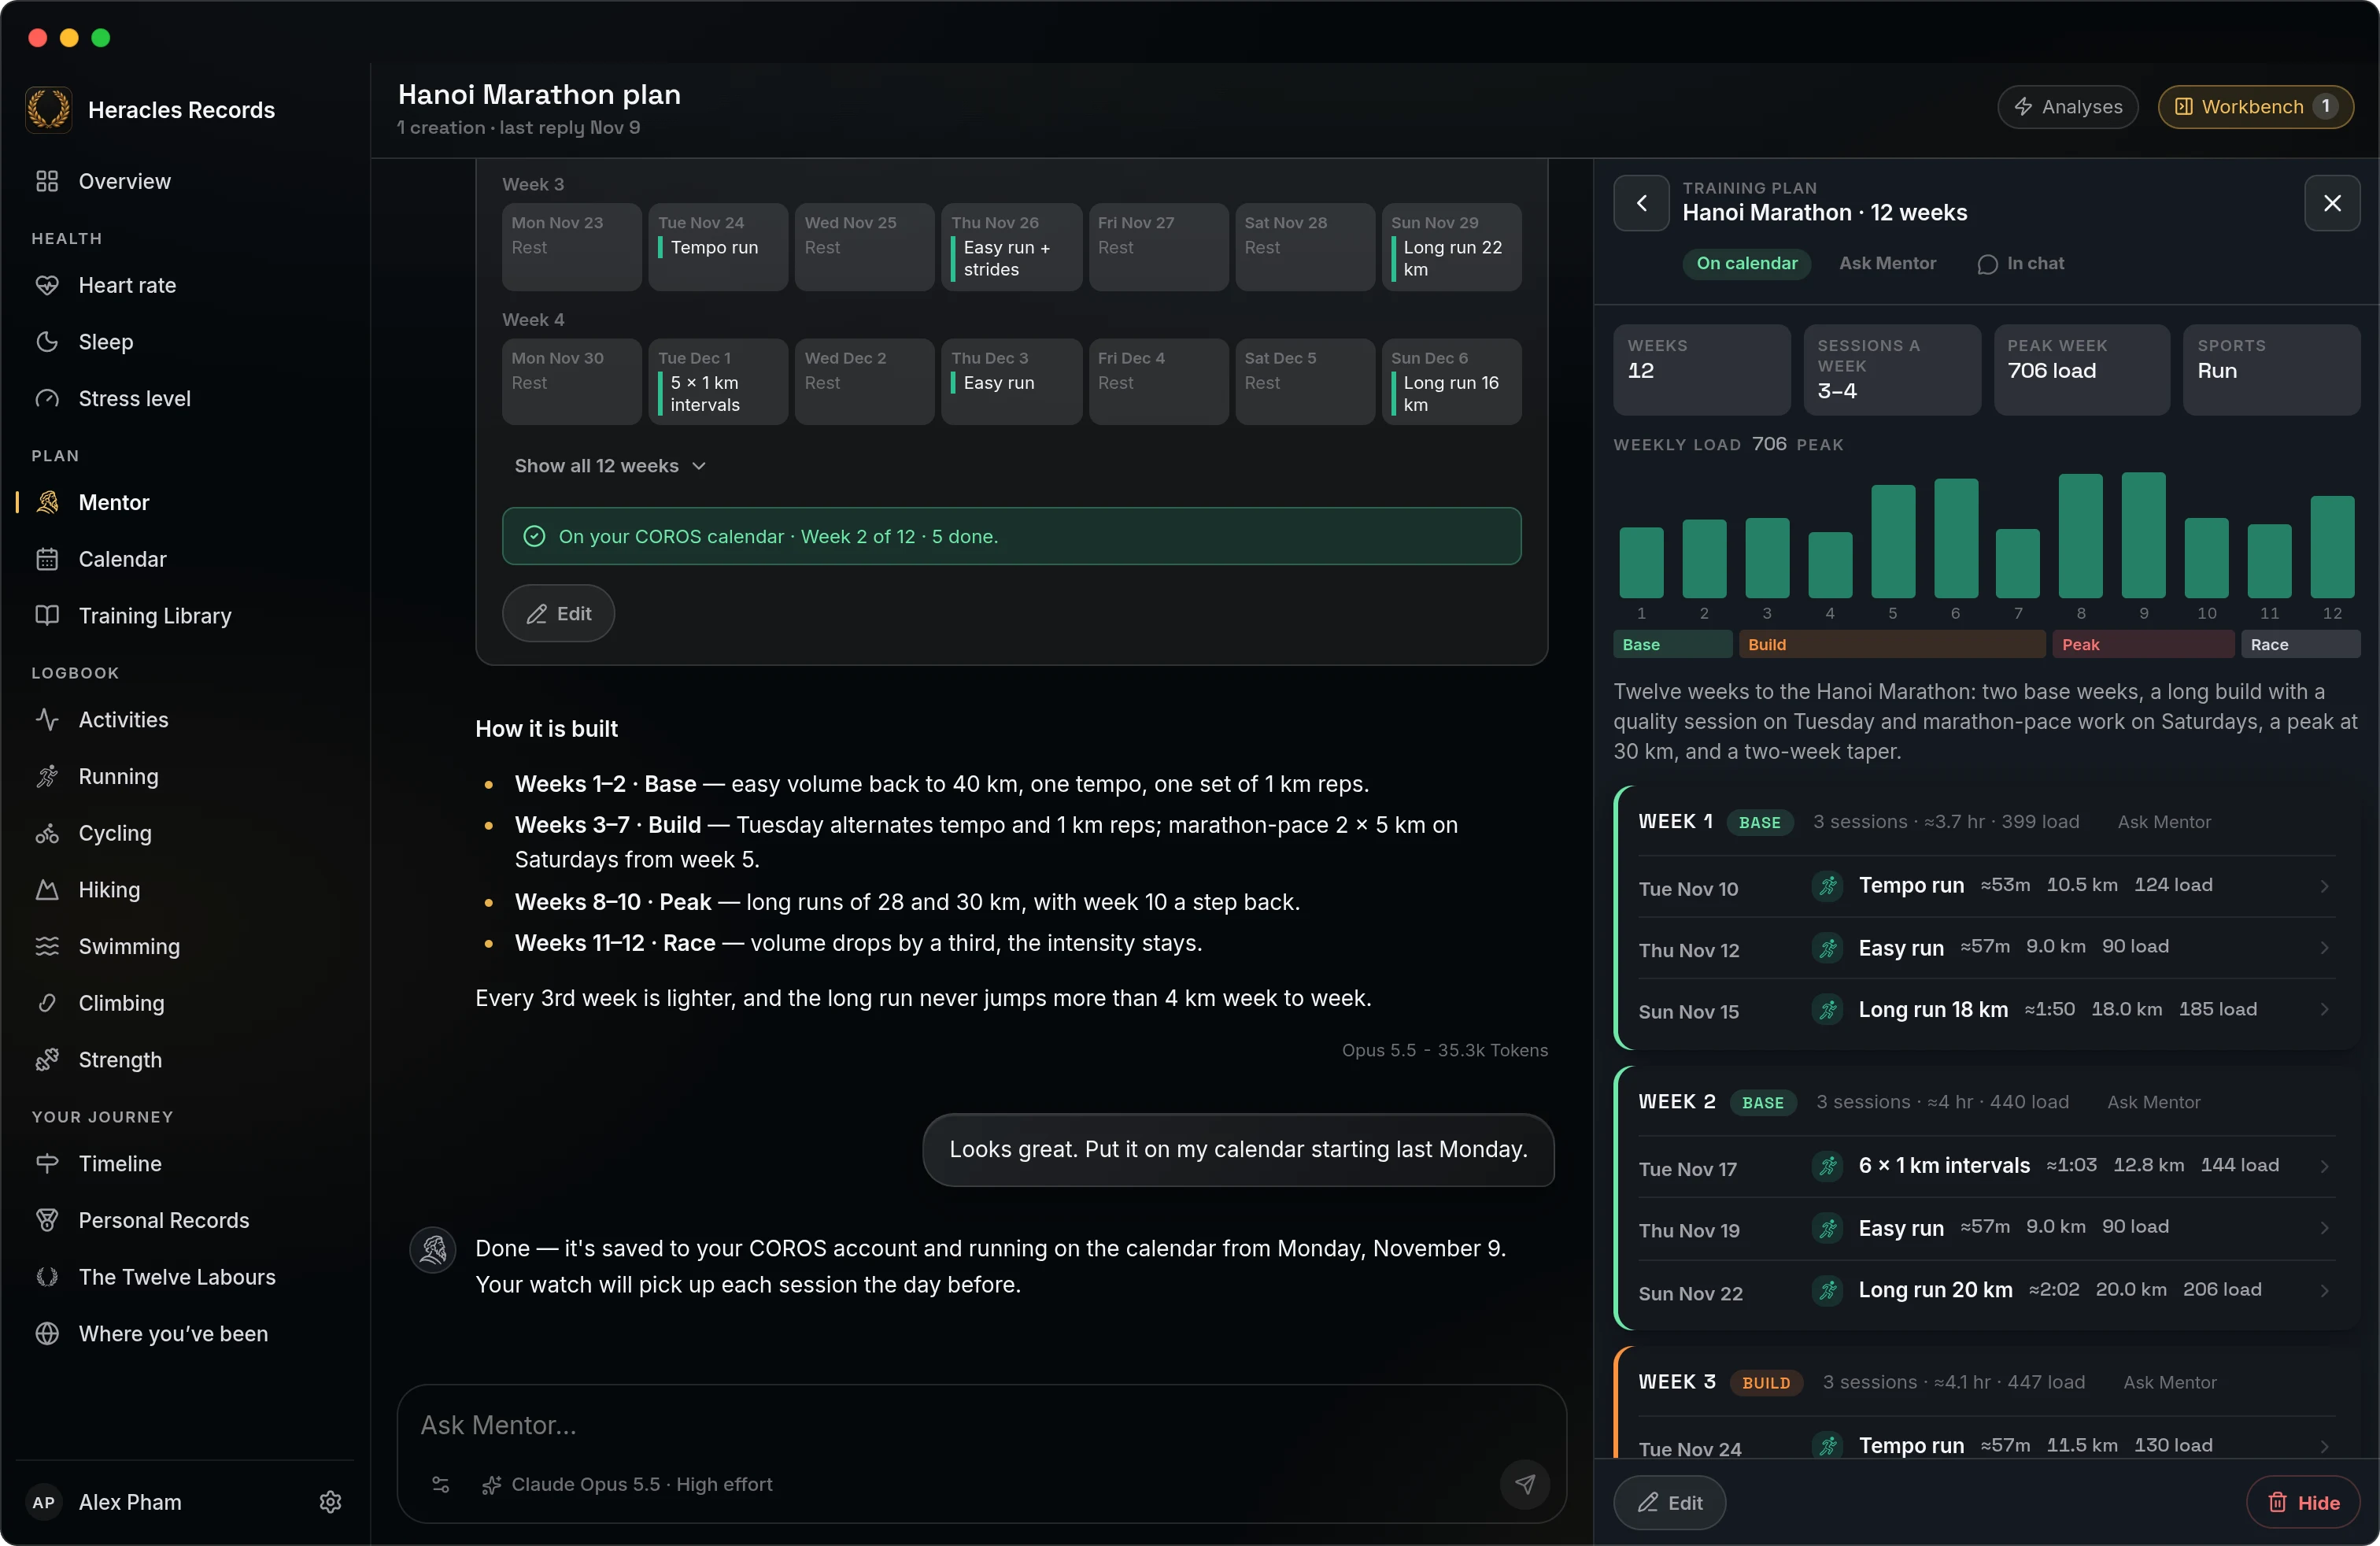 Heracles Records
Overview
HEALTH
Heart rate
Sleep
Stress level
PLAN
Mentor
Calendar
Training Library
LOGBOOK
Activities
Running
Cycling
Hiking
Swimming
Climbing
Strength
YOUR JOURNEY
Timeline
Personal Records
The Twelve Labours
Where you’ve been
AP Alex Pham
Hanoi Marathon plan
1 creation · last reply Nov 9
Analyses
Workbench 1
Week 3
Mon Nov 23
Rest
Tue Nov 24
Tempo run
Wed Nov 25
Rest
Thu Nov 26
Easy run +
strides
Fri Nov 27
Rest
Sat Nov 28
Rest
Sun Nov 29
Long run 22
km
Week 4
Mon Nov 30
Rest
Tue Dec 1
5 × 1 km
intervals
Wed Dec 2
Rest
Thu Dec 3
Easy run
Fri Dec 4
Rest
Sat Dec 5
Rest
Sun Dec 6
Long run 16
km
Show all 12 weeks
On your COROS calendar · Week 2 of 12 · 5 done.
Edit
How it is built
• Weeks 1–2 · Base — easy volume back to 40 km, one tempo, one set of 1 km reps.
• Weeks 3–7 · Build — Tuesday alternates tempo and 1 km reps; marathon-pace 2 × 5 km on
Saturdays from week 5.
• Weeks 8–10 · Peak — long runs of 28 and 30 km, with week 10 a step back.
• Weeks 11–12 · Race — volume drops by a third, the intensity stays.
Every 3rd week is lighter, and the long run never jumps more than 4 km week to week.
Opus 5.5 - 35.3k Tokens
Looks great. Put it on my calendar starting last Monday.
Done — it's saved to your COROS account and running on the calendar from Monday, November 9.
Your watch will pick up each session the day before.
Ask Mentor...
Claude Opus 5.5 · High effort
TRAINING PLAN
Hanoi Marathon · 12 weeks
On calendar
Ask Mentor
In chat
WEEKS
12
SESSIONS A
WEEK
3–4
PEAK WEEK
706 load
SPORTS
Run
WEEKLY LOAD 706 PEAK
1 2 3 4 5 6 7 8 9 10 11 12
Base Build Peak Race
Twelve weeks to the Hanoi Marathon: two base weeks, a long build with a
quality session on Tuesday and marathon-pace work on Saturdays, a peak at
30 km, and a two-week taper.
WEEK 1 BASE 3 sessions · ≈3.7 hr · 399 load Ask Mentor
Tue Nov 10 Tempo run ≈53m 10.5 km 124 load
Thu Nov 12 Easy run ≈57m 9.0 km 90 load
Sun Nov 15 Long run 18 km ≈1:50 18.0 km 185 load
WEEK 2 BASE 3 sessions · ≈4 hr · 440 load Ask Mentor
Tue Nov 17 6 × 1 km intervals ≈1:03 12.8 km 144 load
Thu Nov 19 Easy run ≈57m 9.0 km 90 load
Sun Nov 22 Long run 20 km ≈2:02 20.0 km 206 load
WEEK 3 BUILD 3 sessions · ≈4.1 hr · 447 load Ask Mentor
Tue Nov 24 Tempo run ≈57m 11.5 km 130 load
Edit
Hide